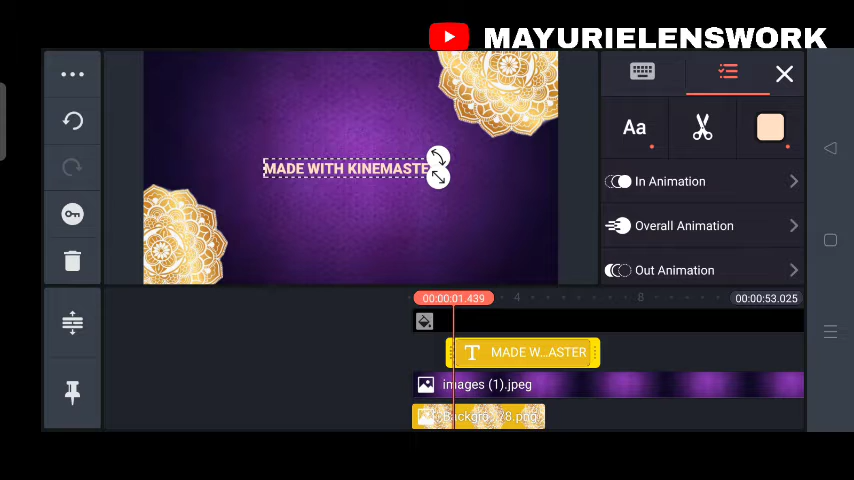 MAYURIELENSWORK
MADE WITH KINEMASTE
Aa
In Animation
Overall Animation
Out Animation
00:00:01.439
4
8
00:00:53.025
T MADE W...ASTER
images (1).jpeg
Backgro...28.png